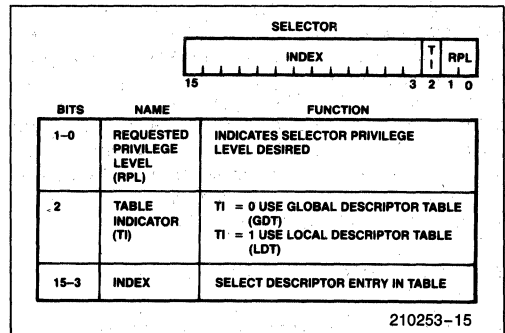 SELECTOR
INDEX
T
I
RPL
15
3 2 1 0
BITS NAME FUNCTION
1–0 REQUESTED PRIVILEGE LEVEL (RPL) INDICATES SELECTOR PRIVILEGE LEVEL DESIRED
2 TABLE INDICATOR (TI) TI = 0 USE GLOBAL DESCRIPTOR TABLE (GDT)
TI = 1 USE LOCAL DESCRIPTOR TABLE (LDT)
15–3 INDEX SELECT DESCRIPTOR ENTRY IN TABLE
210253–15